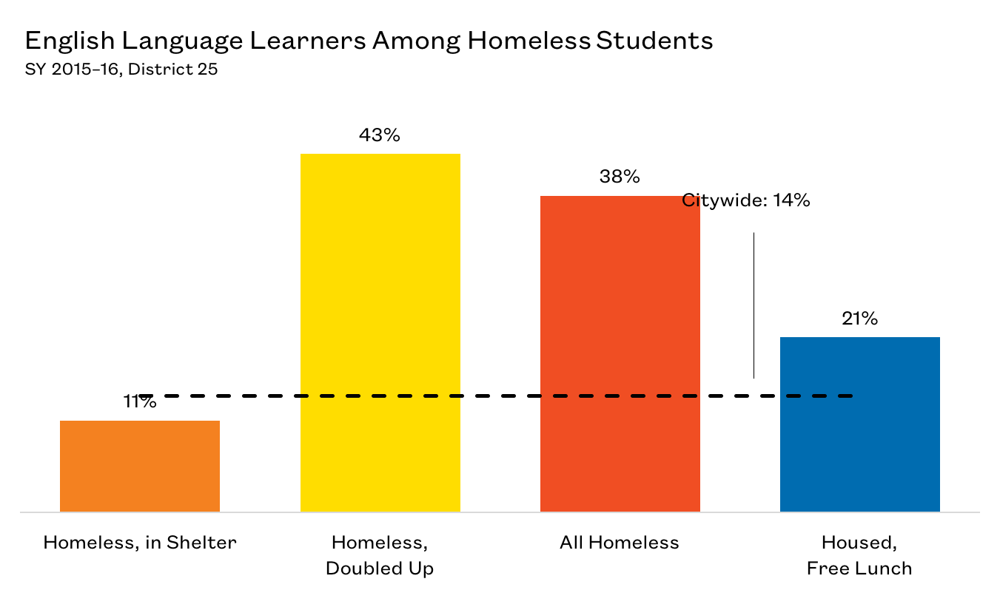 English Language Learners Among Homeless Students
SY 2015–16, District 25
43%
38%
Citywide: 14%
21%
11%
Homeless, in Shelter
Homeless,
Doubled Up
All Homeless
Housed,
Free Lunch